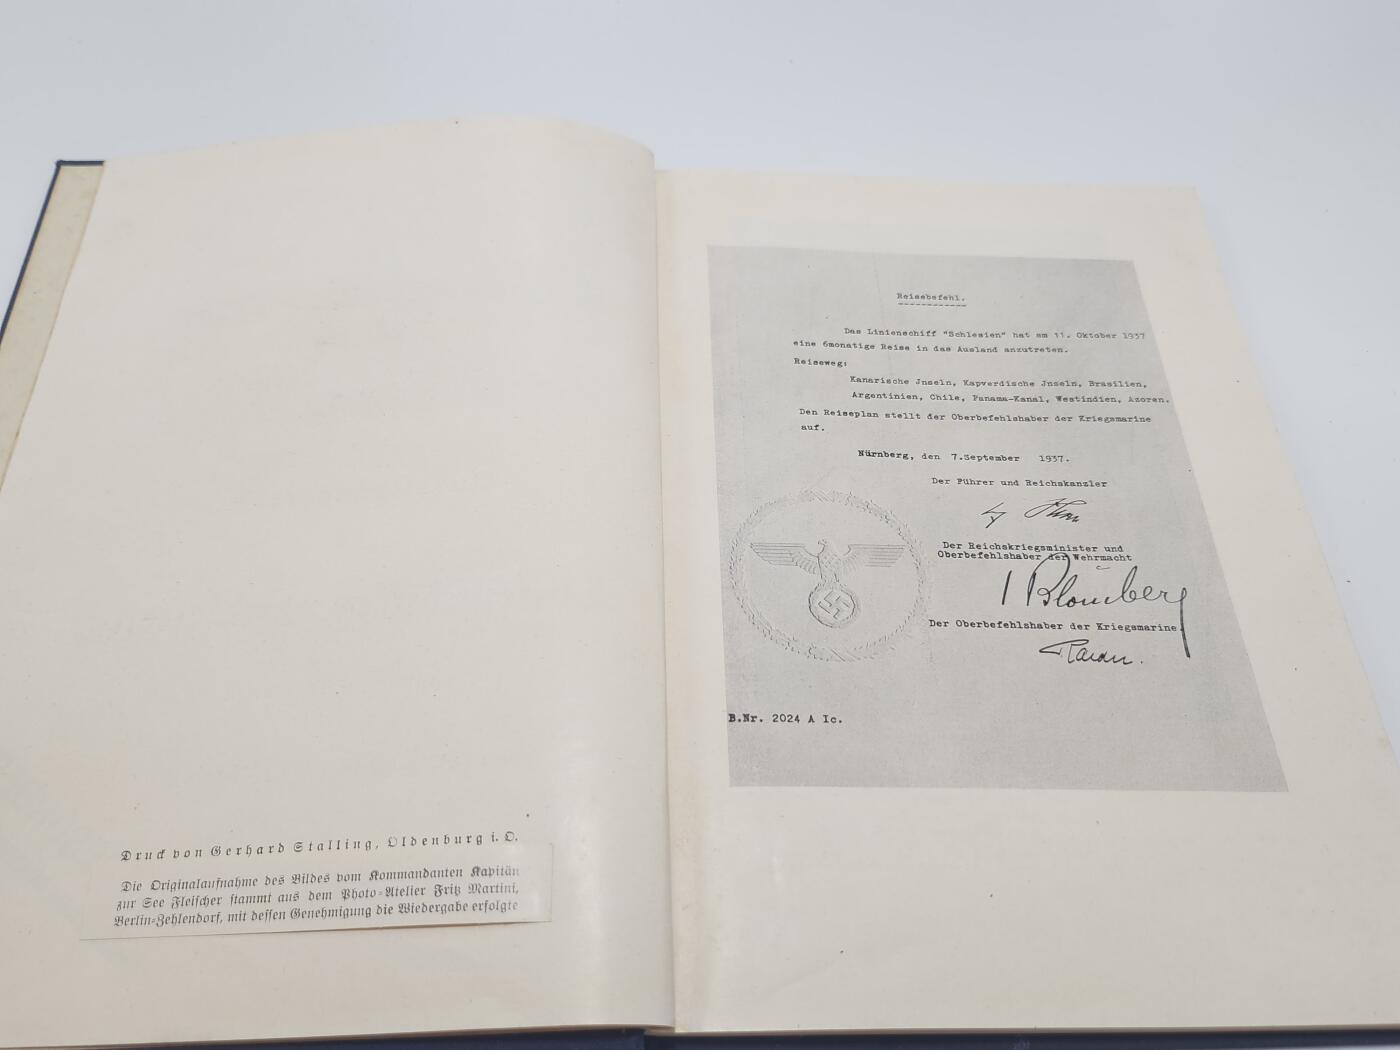 Druck von Gerhard Stalling, Oldenburg i. O.
Die Originalaufnahme des Bildes vom Kommandanten Kapitän
zur See Fleischer stammt aus dem Photo-Atelier Fritz Martini,
Berlin-Zehlendorf, mit dessen Genehmigung die Wiedergabe erfolgte
Reisebefehl.
Das Linienschiff "Schlesien" hat am 11. Oktober 1937
eine 6monatige Reise in das Ausland anzutreten.
Reiseweg:
Kanarische Jnseln, Kapverdische Jnseln, Brasilien,
Argentinien, Chile, Panama-Kanal, Westindien, Azoren.
Den Reiseplan stellt der Oberbefehlshaber der Kriegsmarine
auf.
Nürnberg, den 7.September 1937.
Der Führer und Reichskanzler
Der Reichskriegsminister und
Oberbefehlshaber der Wehrmacht
Blomberg
Der Oberbefehlshaber der Kriegsmarine
Raeder.
B.Nr. 2024 A Ic.